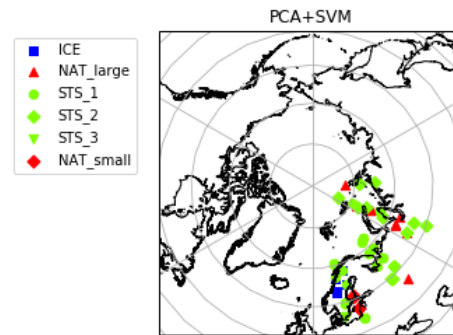 PCA+SVM
ICE
NAT_large
STS_1
STS_2
STS_3
NAT_small